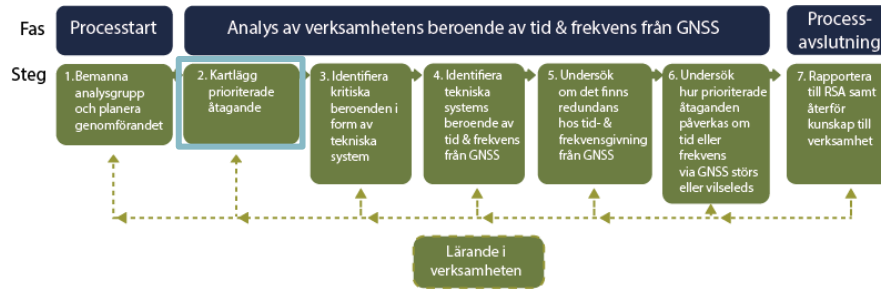 Fas
Processtart
Analys av verksamhetens beroende av tid & frekvens från GNSS
Process-
avslutning
Steg
1. Bemanna
analysgrupp
och planera
genomförandet
2. Kartlägg
prioriterade
åtagande
3. Identifiera
kritiska
beroenden i
form av
tekniska
system
4. Identifiera
tekniska
systems
beroende av
tid & frekvens
från GNSS
5. Undersök
om det finns
redundans
hos tid- &
frekvensgivning
från GNSS
6. Undersök
hur prioriterade
åtaganden
påverkas om
tid eller
frekvens
via GNSS störs
eller vilseleds
7. Rapportera
till RSA samt
återför
kunskap till
verksamhet
Lärande i
verksamheten